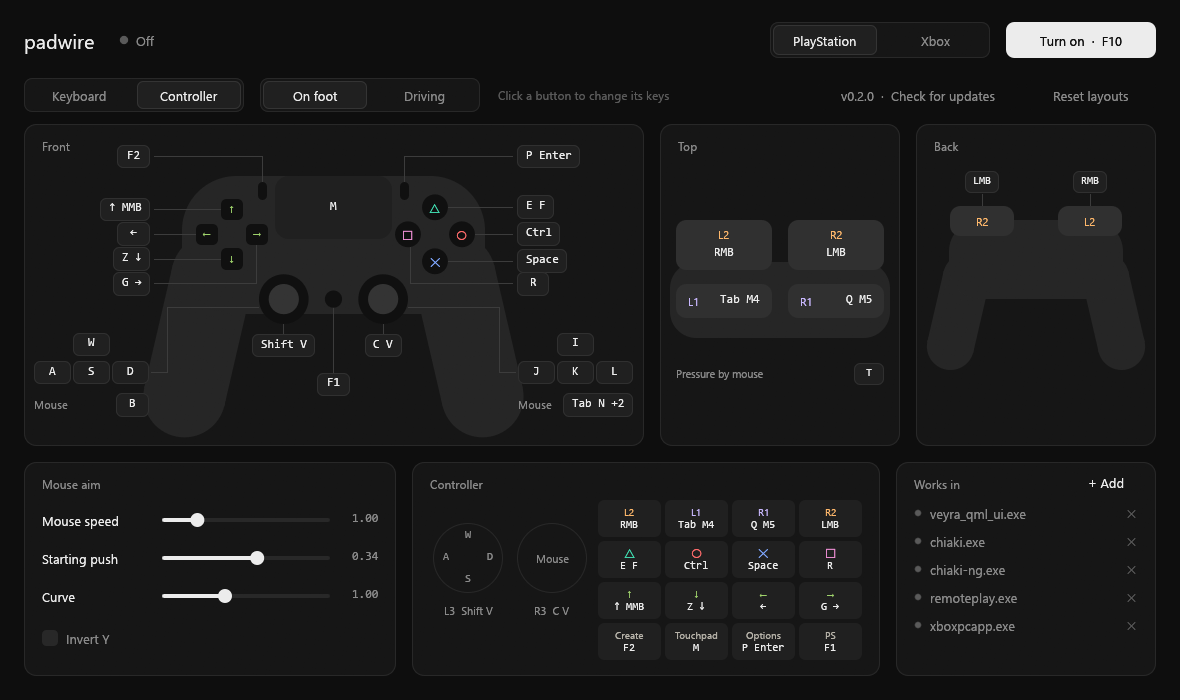 padwire
Off
PlayStation
Xbox
Turn on · F10
Keyboard
Controller
On foot
Driving
Click a button to change its keys
v0.2.0 · Check for updates
Reset layouts
Front
F2
P Enter
M
↑ MMB
↑
E F
←
←
→
Ctrl
Z ↓
↓
Space
G →
R
Shift V
C V
F1
W
A S D
Mouse
B
I
J K L
Mouse
Tab N +2
Top
L2
RMB
R2
LMB
L1 Tab M4
R1 Q M5
Pressure by mouse
T
Back
LMB
RMB
R2
L2
Mouse aim
Mouse speed
1.00
Starting push
0.34
Curve
1.00
Invert Y
Controller
W
A D
S
Mouse
L3 Shift V
R3 C V
L2
RMB
L1
Tab M4
R1
Q M5
R2
LMB
E F
Ctrl
Space
R
↑
↑ MMB
↓
Z ↓
←
←
→
G →
Create
F2
Touchpad
M
Options
P Enter
PS
F1
Works in
+ Add
veyra_qml_ui.exe
chiaki.exe
chiaki-ng.exe
remoteplay.exe
xboxpcapp.exe